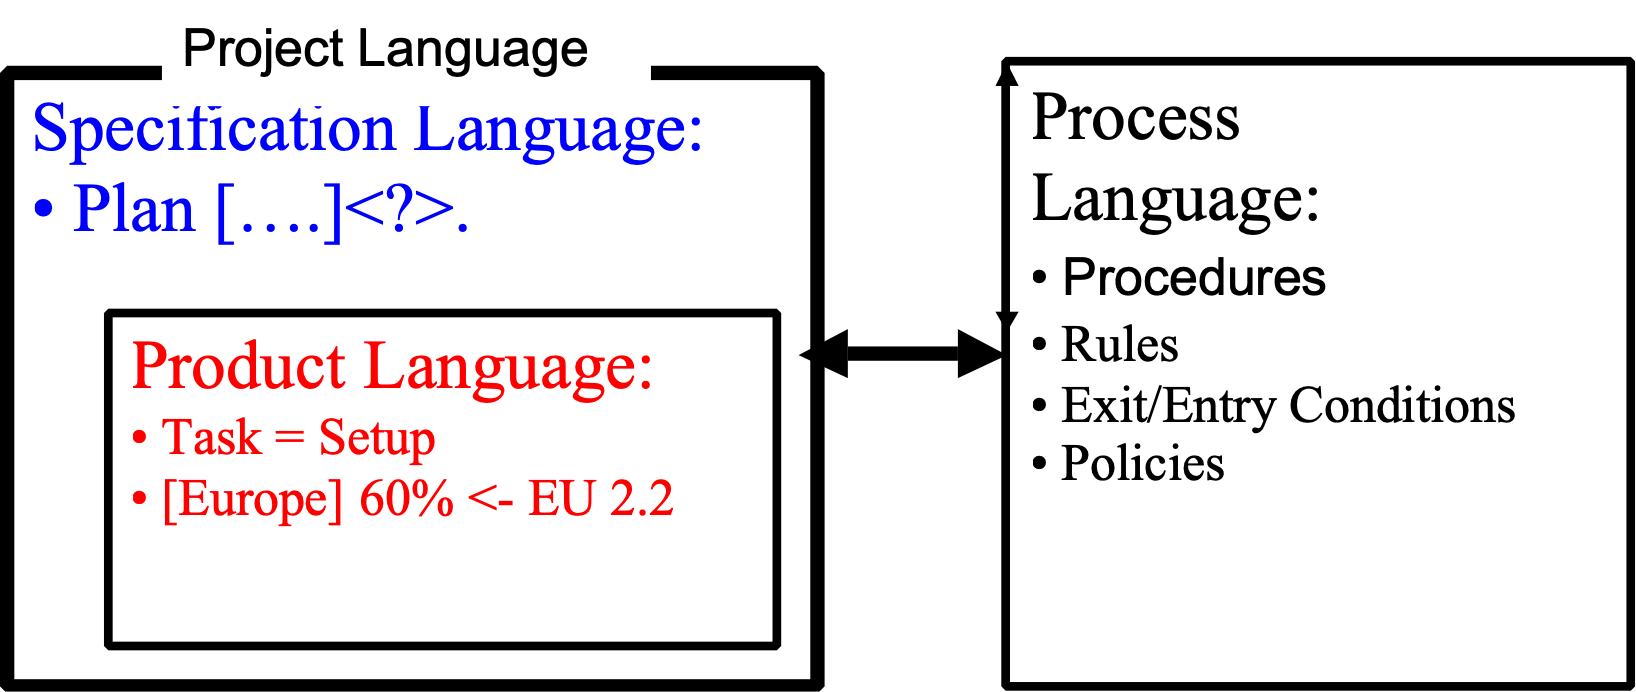 Project Language
Specification Language:
• Plan [….]<?>.
Product Language:
• Task = Setup
• [Europe] 60% <- EU 2.2
Process
Language:
• Procedures
• Rules
• Exit/Entry Conditions
• Policies